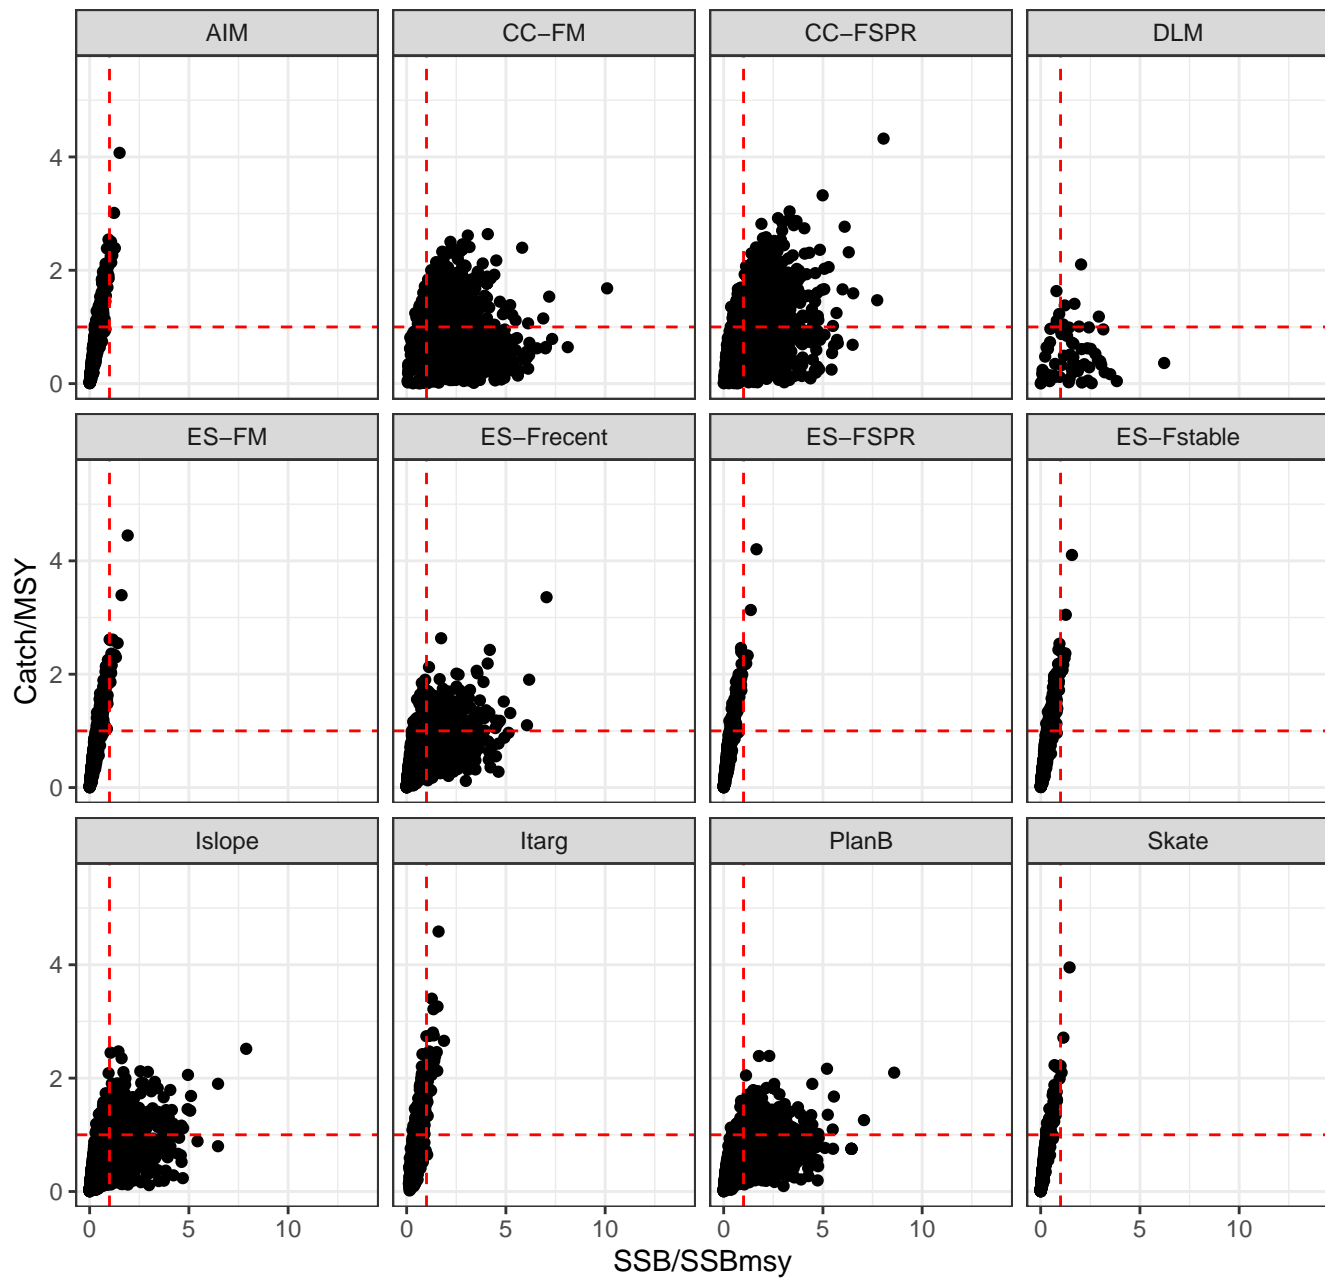 AIM CC−FM CC−FSPR DLM
4
2
0
ES−FM ES−Frecent ES−FSPR ES−Fstable
4
2
0
Catch/MSY
Islope Itarg PlanB Skate
4
2
0
0 5 10 0 5 10 0 5 10 0 5 10
SSB/SSBmsy